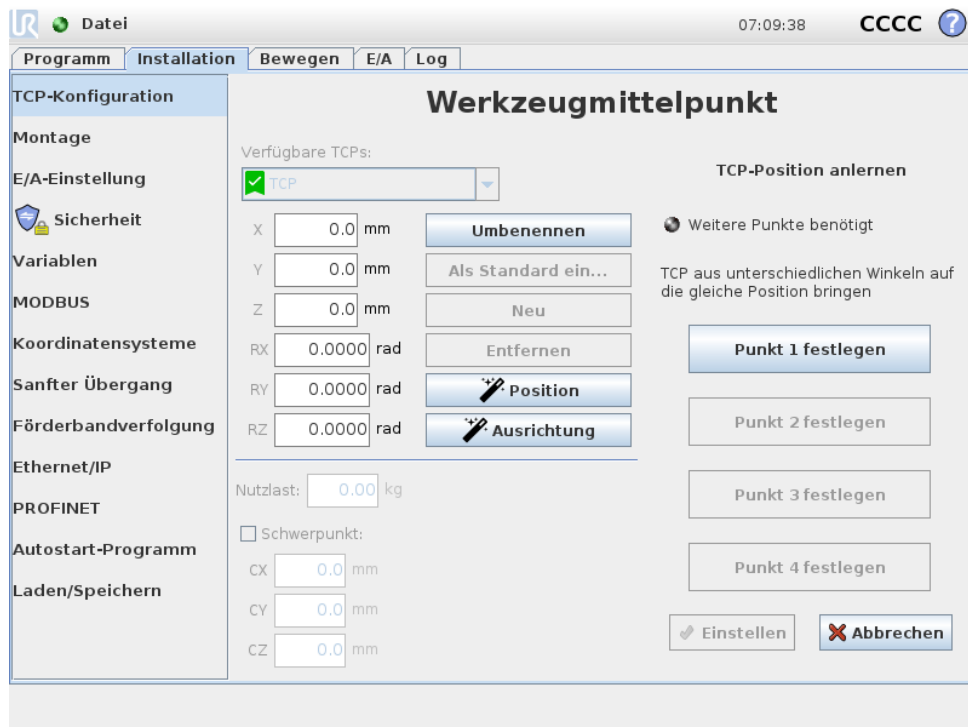 UR Datei 07:09:38 CCCC ?
Programm Installation Bewegen E/A Log
TCP-Konfiguration
Montage
E/A-Einstellung
Sicherheit
Variablen
MODBUS
Koordinatensysteme
Sanfter Übergang
Förderbandverfolgung
Ethernet/IP
PROFINET
Autostart-Programm
Laden/Speichern
Werkzeugmittelpunkt
Verfügbare TCPs:
TCP
X 0.0 mm Umbenennen
Y 0.0 mm Als Standard ein...
Z 0.0 mm Neu
RX 0.0000 rad Entfernen
RY 0.0000 rad Position
RZ 0.0000 rad Ausrichtung
Nutzlast: 0.00 kg
Schwerpunkt:
CX 0.0 mm
CY 0.0 mm
CZ 0.0 mm
TCP-Position anlernen
Weitere Punkte benötigt
TCP aus unterschiedlichen Winkeln auf
die gleiche Position bringen
Punkt 1 festlegen
Punkt 2 festlegen
Punkt 3 festlegen
Punkt 4 festlegen
Einstellen Abbrechen